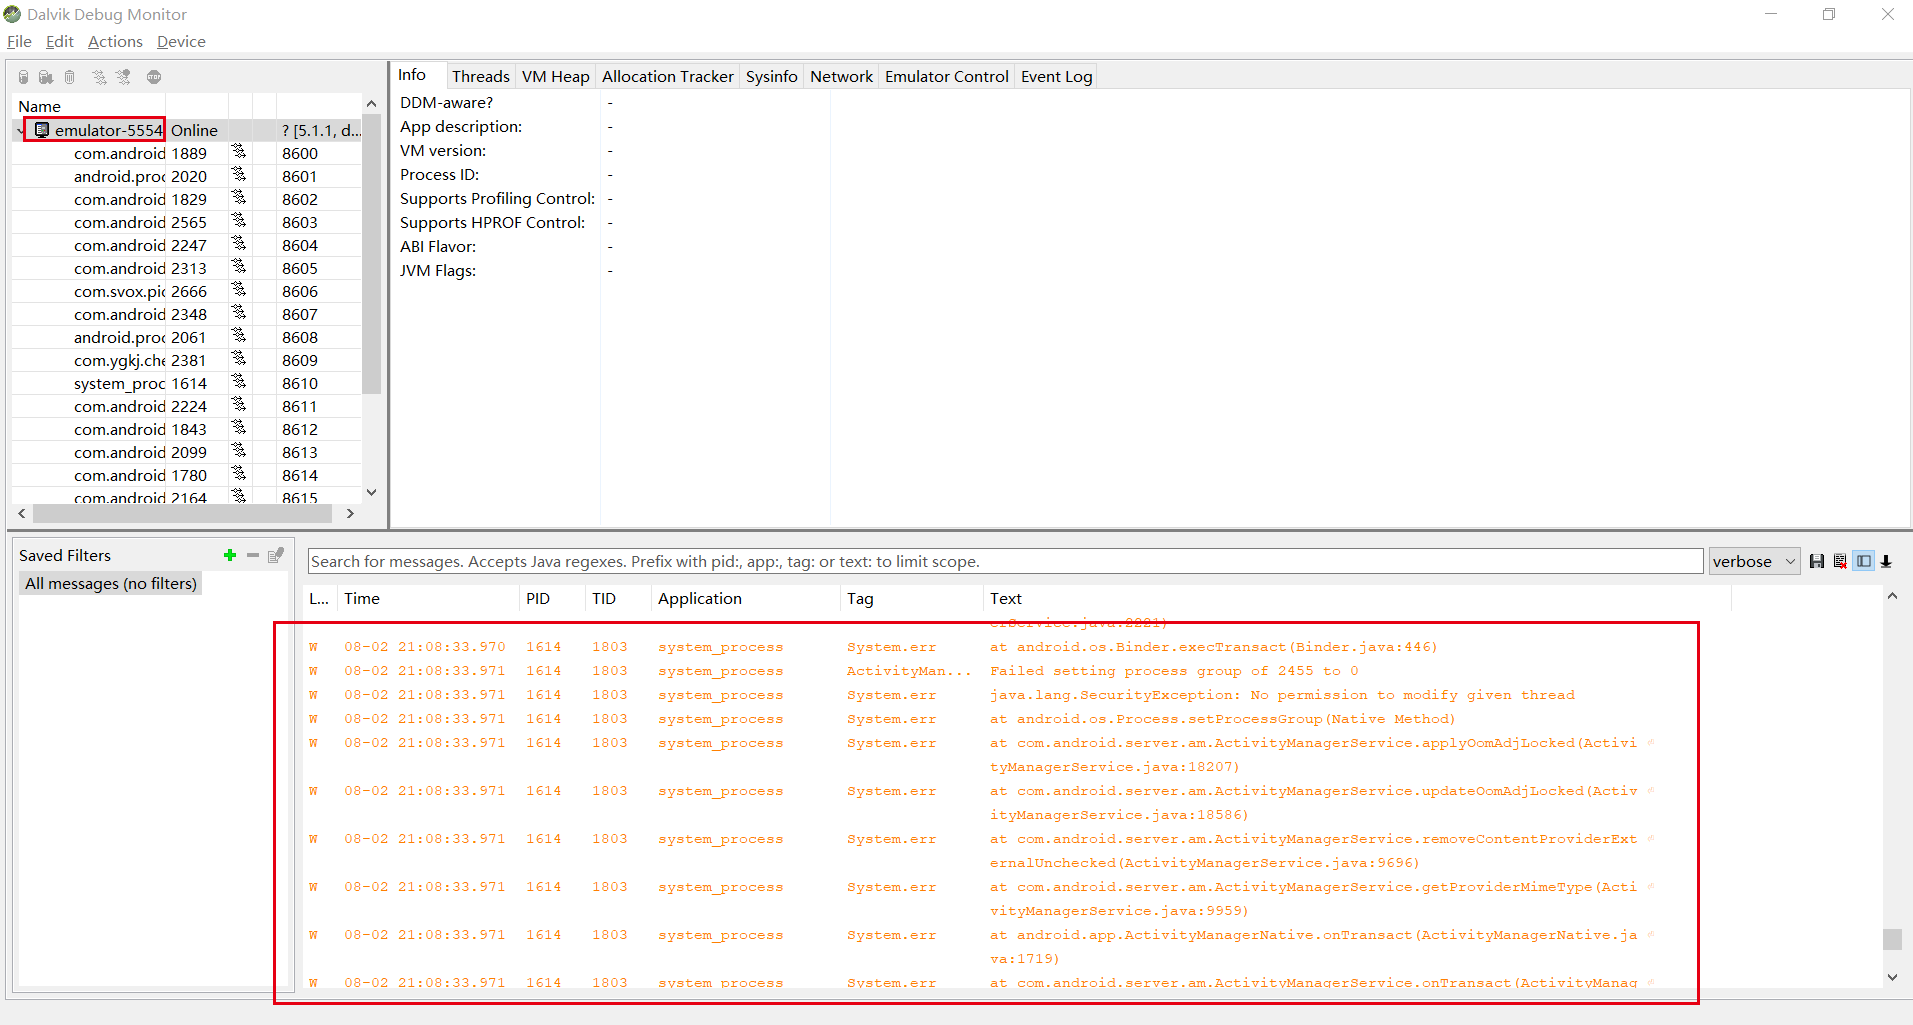 Dalvik Debug Monitor
File Edit Actions Device
Name
emulator-5554 Online ? [5.1.1, d...
com.android 1889 8600
android.proc 2020 8601
com.android 1829 8602
com.android 2565 8603
com.android 2247 8604
com.android 2313 8605
com.svox.pic 2666 8606
com.android 2348 8607
android.proc 2061 8608
com.ygkj.che 2381 8609
system_proc 1614 8610
com.android 2224 8611
com.android 1843 8612
com.android 2099 8613
com.android 1780 8614
com.android 2164 8615
Info Threads VM Heap Allocation Tracker Sysinfo Network Emulator Control Event Log
DDM-aware? -
App description: -
VM version: -
Process ID: -
Supports Profiling Control: -
Supports HPROF Control: -
ABI Flavor: -
JVM Flags: -
Saved Filters
All messages (no filters)
Search for messages. Accepts Java regexes. Prefix with pid:, app:, tag: or text: to limit scope.
verbose
L... Time PID TID Application Tag Text
erService.java:2221)
W 08-02 21:08:33.970 1614 1803 system_process System.err at android.os.Binder.execTransact(Binder.java:446)
W 08-02 21:08:33.971 1614 1803 system_process ActivityMan... Failed setting process group of 2455 to 0
W 08-02 21:08:33.971 1614 1803 system_process System.err java.lang.SecurityException: No permission to modify given thread
W 08-02 21:08:33.971 1614 1803 system_process System.err at android.os.Process.setProcessGroup(Native Method)
W 08-02 21:08:33.971 1614 1803 system_process System.err at com.android.server.am.ActivityManagerService.applyOomAdjLocked(Activi
tyManagerService.java:18207)
W 08-02 21:08:33.971 1614 1803 system_process System.err at com.android.server.am.ActivityManagerService.updateOomAdjLocked(Activ
ityManagerService.java:18586)
W 08-02 21:08:33.971 1614 1803 system_process System.err at com.android.server.am.ActivityManagerService.removeContentProviderExt
ernalUnchecked(ActivityManagerService.java:9696)
W 08-02 21:08:33.971 1614 1803 system_process System.err at com.android.server.am.ActivityManagerService.getProviderMimeType(Acti
vityManagerService.java:9959)
W 08-02 21:08:33.971 1614 1803 system_process System.err at android.app.ActivityManagerNative.onTransact(ActivityManagerNative.ja
va:1719)
W 08-02 21:08:33.971 1614 1803 system_process System.err at com.android.server.am.ActivityManagerService.onTransact(ActivityManag